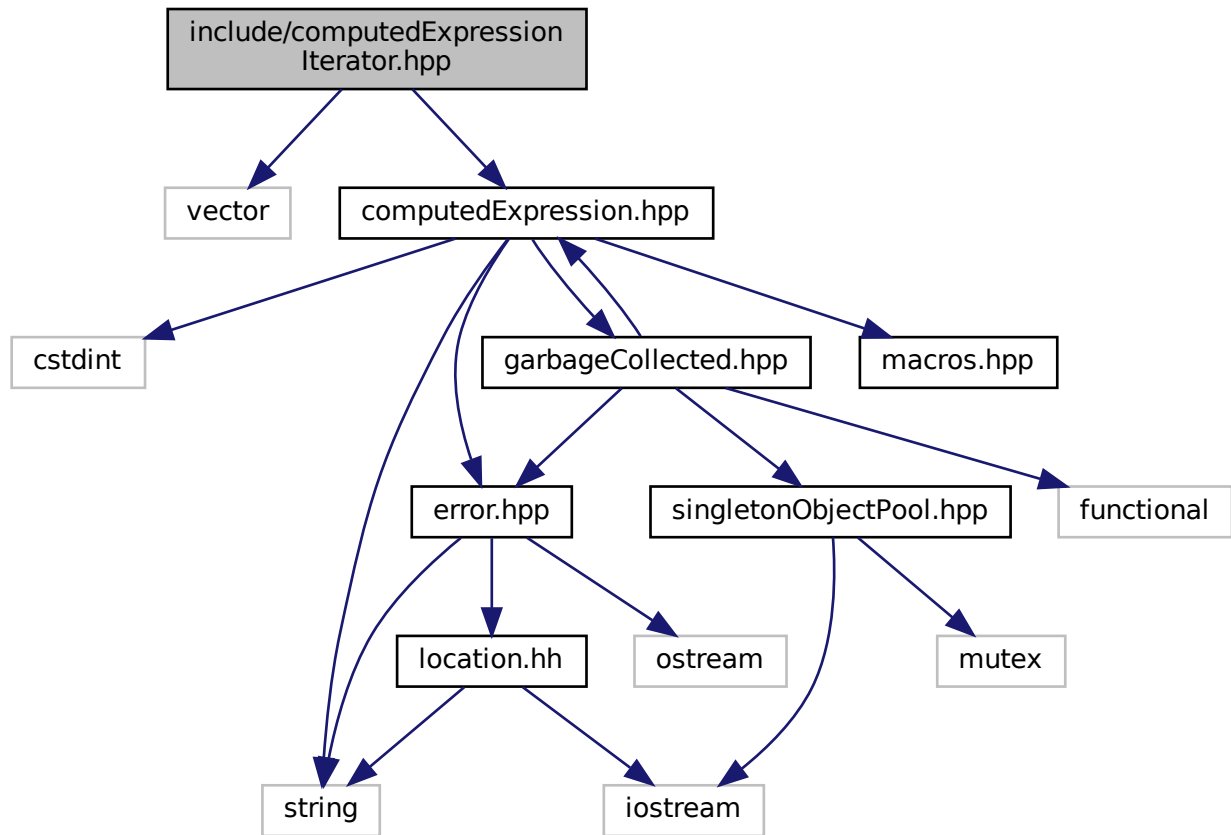 include/computedExpression
Iterator.hpp
vector
computedExpression.hpp
cstdint
garbageCollected.hpp
macros.hpp
error.hpp
singletonObjectPool.hpp
functional
location.hh
ostream
mutex
string
iostream